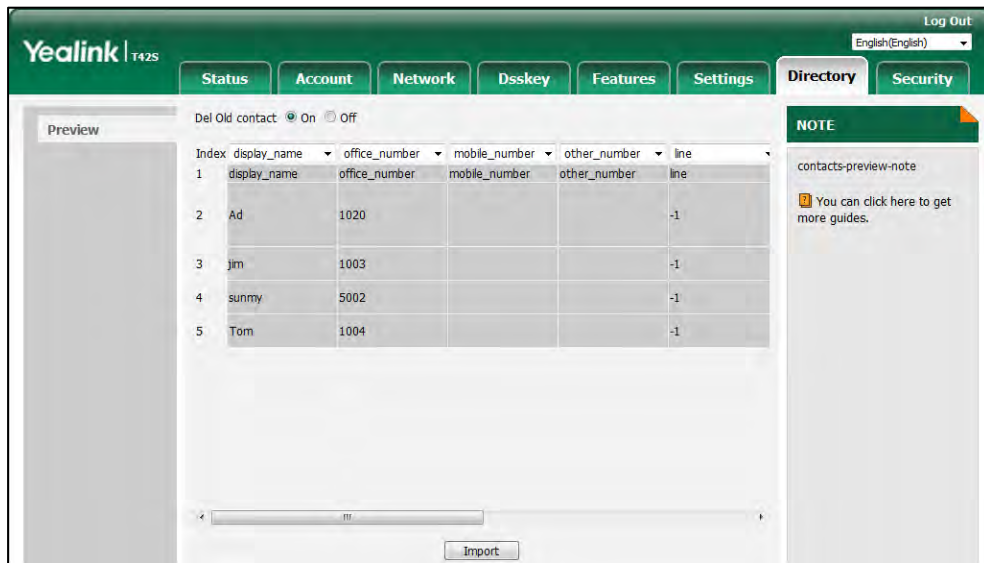 Log Out
Yealink | T42S
English(English)
Status Account Network Dsskey Features Settings Directory Security
Preview
Del Old contact On Off
Index display_name office_number mobile_number other_number line
1 display_name office_number mobile_number other_number line
2 Ad 1020 -1
3 jim 1003 -1
4 sunmy 5002 -1
5 Tom 1004 -1
Import
NOTE
contacts-preview-note
? You can click here to get
more guides.